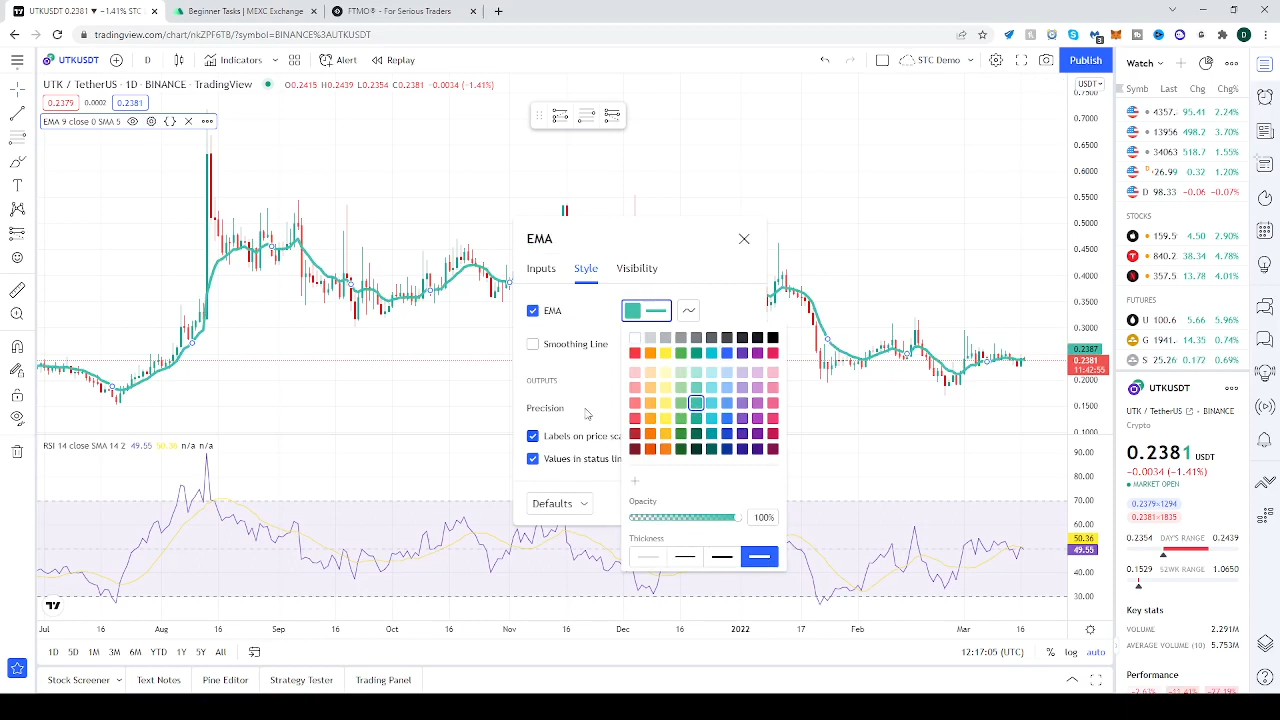 UTKUSDT 0.2381 ▼ −1.41% STC
Beginner Tasks | MEXC Exchange
FTMO® - For Serious Traders
tradingview.com/chart/nkZPF6TB/?symbol=BINANCE%3AUTKUSDT
UTKUSDT D Indicators Alert Replay STC Demo Publish
UTK / TetherUS · 1D · BINANCE · TradingView O0.2415 H0.2439 L0.2354 C0.2381 −0.0034 (−1.41%)
0.2379 0.0002 0.2381
EMA 9 close 0 SMA 5
USDT
0.7500
0.7000
0.6500
0.6000
0.5500
0.5000
0.4500
0.4000
0.3500
0.3000
0.2387
0.2381
11:42:55
0.2000
0.1500
0.1000
EMA
Inputs Style Visibility
EMA
Smoothing Line
OUTPUTS
Precision
Labels on price sca
Values in status lin
Defaults
Opacity
100%
Thickness
RSI 14 close SMA 14 2 49.55 50.36 n/a n/a
90.00
80.00
70.00
60.00
50.36
49.55
40.00
30.00
Jul 16 Aug 16 Sep 16 Oct 16 Nov 16 Dec 16 2022 17 Feb Mar 16
1D 5D 1M 3M 6M YTD 1Y 5Y All
12:17:05 (UTC) % log auto
Stock Screener Text Notes Pine Editor Strategy Tester Trading Panel
Watch
Symb Last Chg Chg%
4357. 95.41 2.24%
13956 498.2 3.70%
34063 518.7 1.55%
26.99 0.32 1.20%
D 98.33 −0.06 −0.07%
STOCKS
159.5 4.50 2.90%
840.2 38.34 4.78%
357.5 13.78 4.01%
FUTURES
U 100.6 5.66 5.96%
G 1941. 14.35 0.74%
S 25.26 0.172 0.69%
UTKUSDT
UTK / TetherUS · BINANCE
Crypto
0.2381 USDT
−0.0034 (−1.41%)
MARKET OPEN
0.2379×1294
0.2381×1835
0.2354 DAY'S RANGE 0.2439
0.1529 52WK RANGE 1.0650
Key stats
VOLUME 2.291M
AVERAGE VOLUME (10) 5.753M
Performance